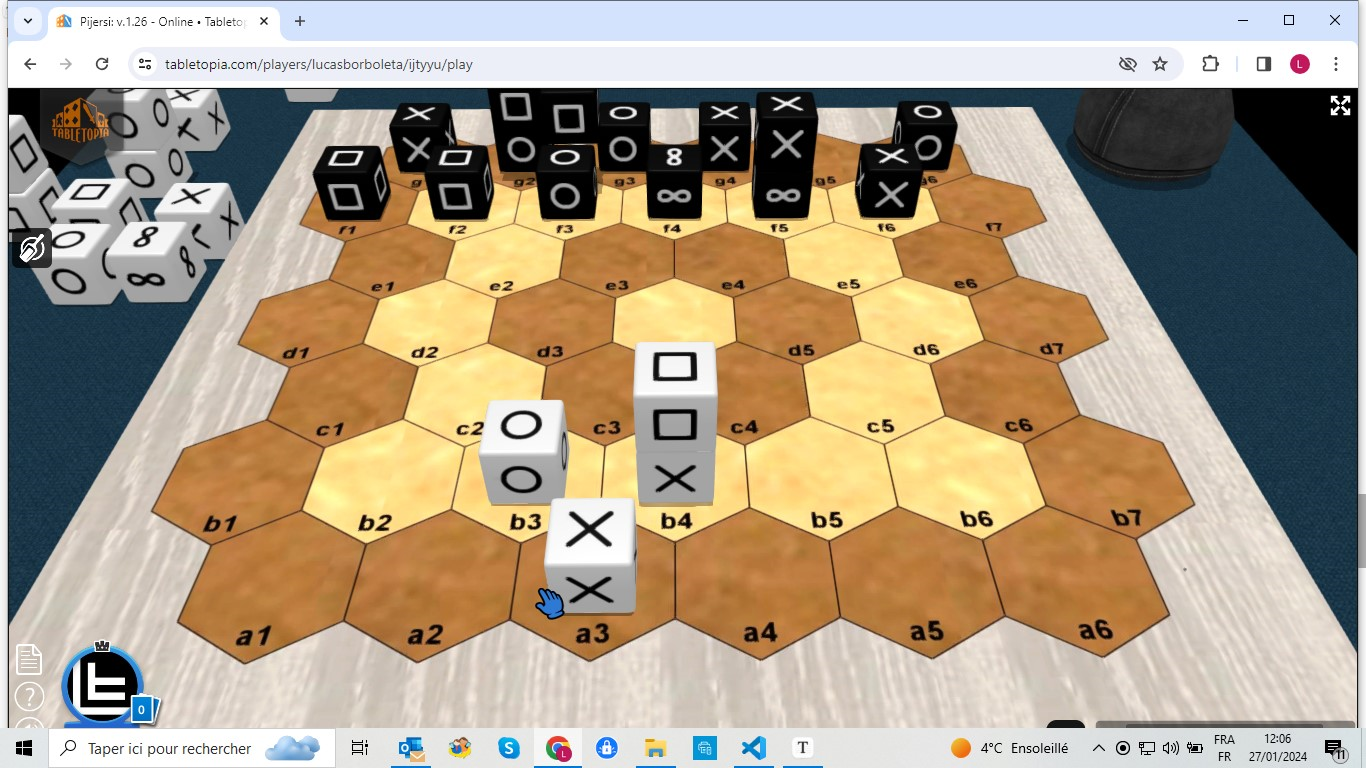 Pijersi: v.1.26 - Online • Tabletop
tabletopia.com/players/lucasborboleta/ijtyyu/play
L
TABLETOPIA
g2 g3 g4 g5 g6
f1 f2 f3 f4 f5 f6 f7
e1 e2 e3 e4 e5 e6
d1 d2 d3 d5 d6 d7
c1 c2 c3 c4 c5 c6
b1 b2 b3 b4 b5 b6 b7
a1 a2 a3 a4 a5 a6
?
0
Taper ici pour rechercher
L
T
4°C Ensoleillé
FRA
FR
12:06
27/01/2024
11